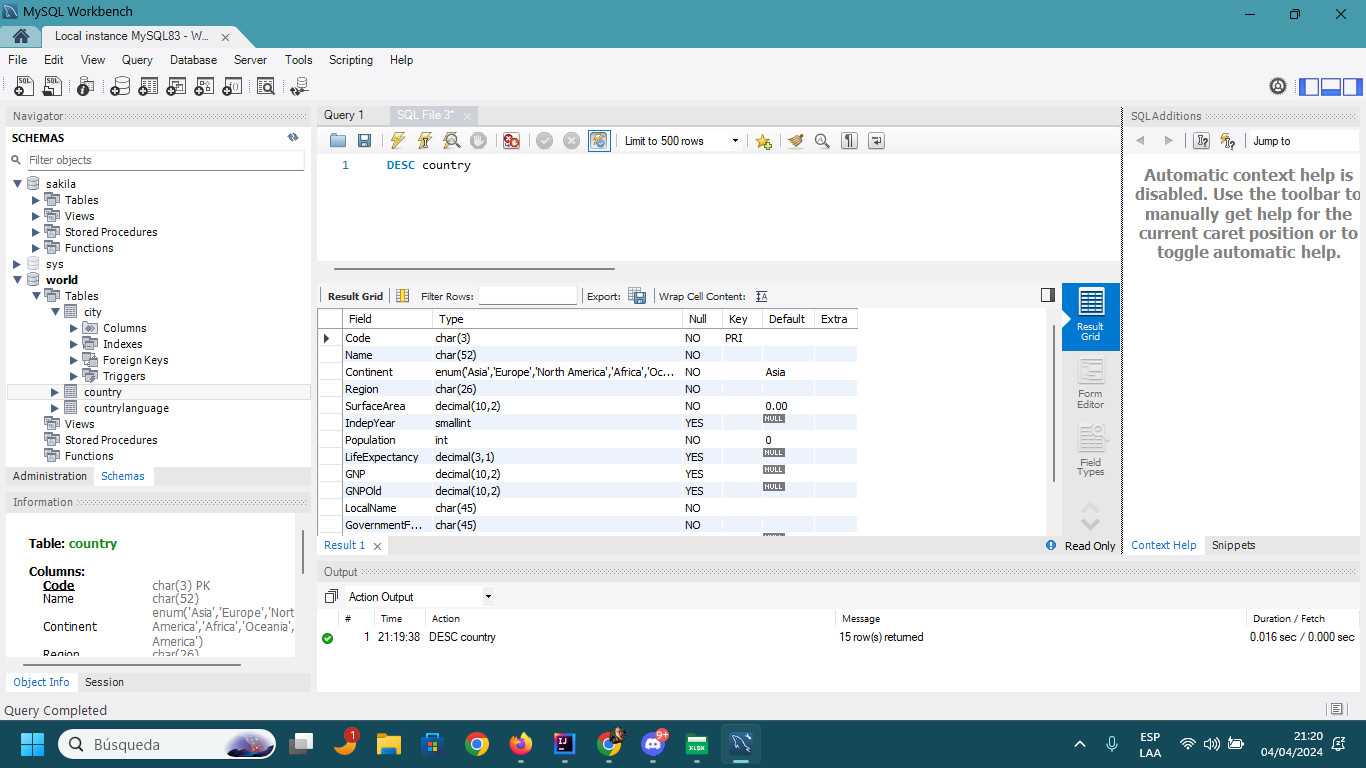 MySQL Workbench
Local instance MySQL83 - W...
File Edit View Query Database Server Tools Scripting Help
Navigator
SCHEMAS
Filter objects
sakila
Tables
Views
Stored Procedures
Functions
sys
world
Tables
city
Columns
Indexes
Foreign Keys
Triggers
country
countrylanguage
Views
Stored Procedures
Functions
Administration Schemas
Information
Table: country
Columns:
Code char(3) PK
Name char(52)
Continent enum('Asia','Europe','Nort
America','Africa','Oceania',
America')
Region char(26)
Object Info Session
Query 1 SQL File 3*
Limit to 500 rows
1 DESC country
Result Grid Filter Rows: Export: Wrap Cell Content:
Field Type Null Key Default Extra
Code char(3) NO PRI
Name char(52) NO
Continent enum('Asia','Europe','North America','Africa','Oc... NO Asia
Region char(26) NO
SurfaceArea decimal(10,2) NO 0.00
IndepYear smallint YES NULL
Population int NO 0
LifeExpectancy decimal(3,1) YES NULL
GNP decimal(10,2) YES NULL
GNPOld decimal(10,2) YES NULL
LocalName char(45) NO
GovernmentF... char(45) NO
NULL
Result Grid
Form Editor
Field Types
Result 1 Read Only
SQLAdditions
Jump to
Automatic context help is
disabled. Use the toolbar to
manually get help for the
current caret position or to
toggle automatic help.
Context Help Snippets
Output
Action Output
# Time Action Message Duration / Fetch
1 21:19:38 DESC country 15 row(s) returned 0.016 sec / 0.000 sec
Query Completed
Búsqueda
1
9+
XLSX
ESP
LAA
21:20
04/04/2024